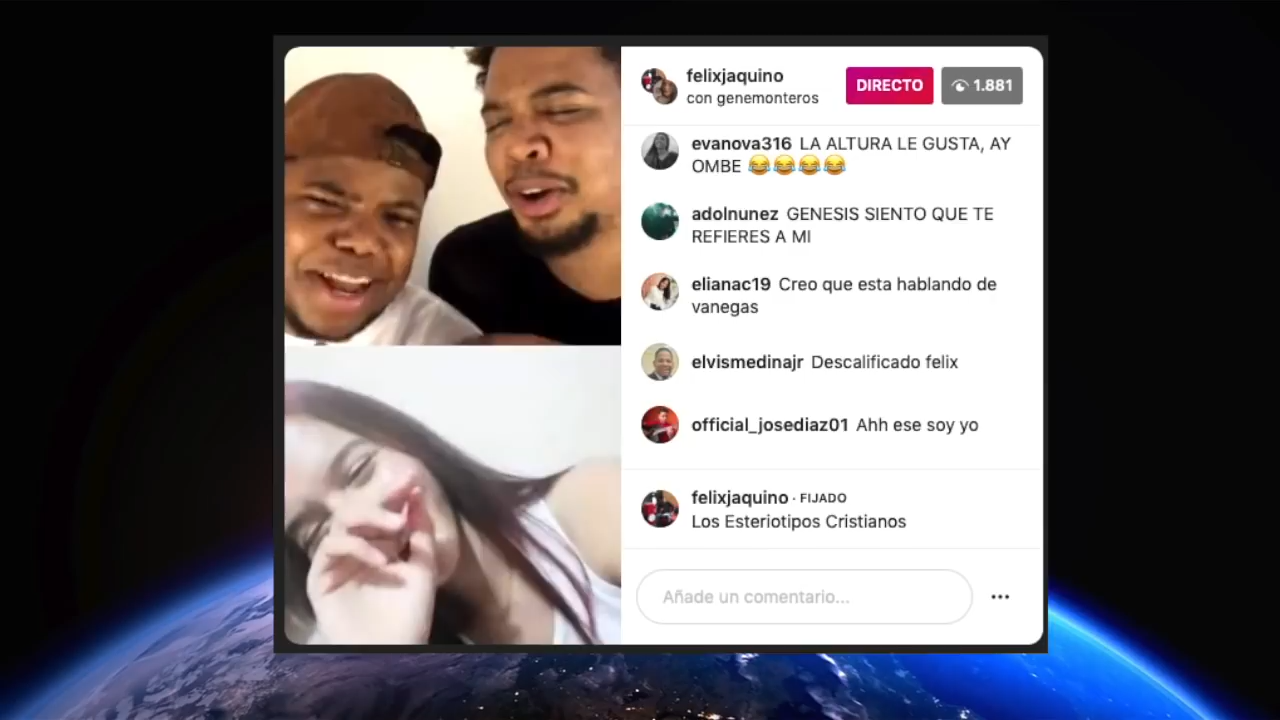 felixjaquino
con genemonteros
DIRECTO
1.881
evanova316 LA ALTURA LE GUSTA, AY
OMBE 😂😂😂😂
adolnunez GENESIS SIENTO QUE TE
REFIERES A MI
elianac19 Creo que esta hablando de
vanegas
elvismedinajr Descalificado felix
official_josediaz01 Ahh ese soy yo
felixjaquino · FIJADO
Los Esteriotipos Cristianos
Añade un comentario...